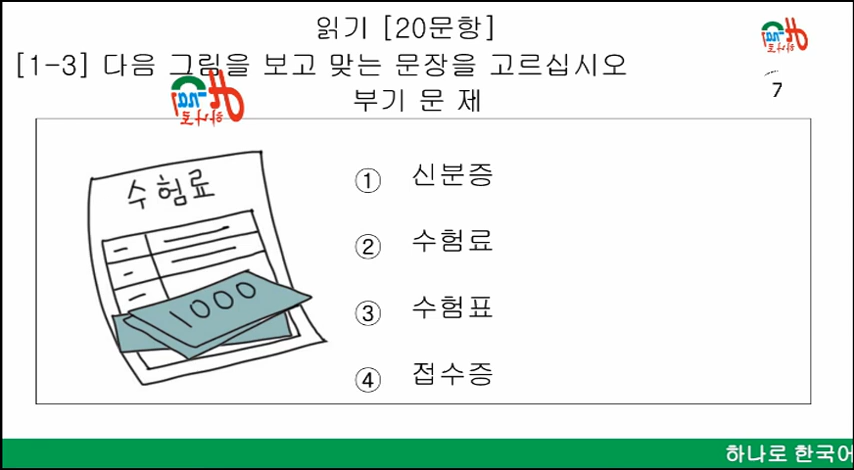 읽기 [20문항]
[1-3] 다음 그림을 보고 맞는 문장을 고르십시오
부기 문 제
7
수험료
1000
① 신분증
② 수험료
③ 수험표
④ 접수증
하나로 한국어